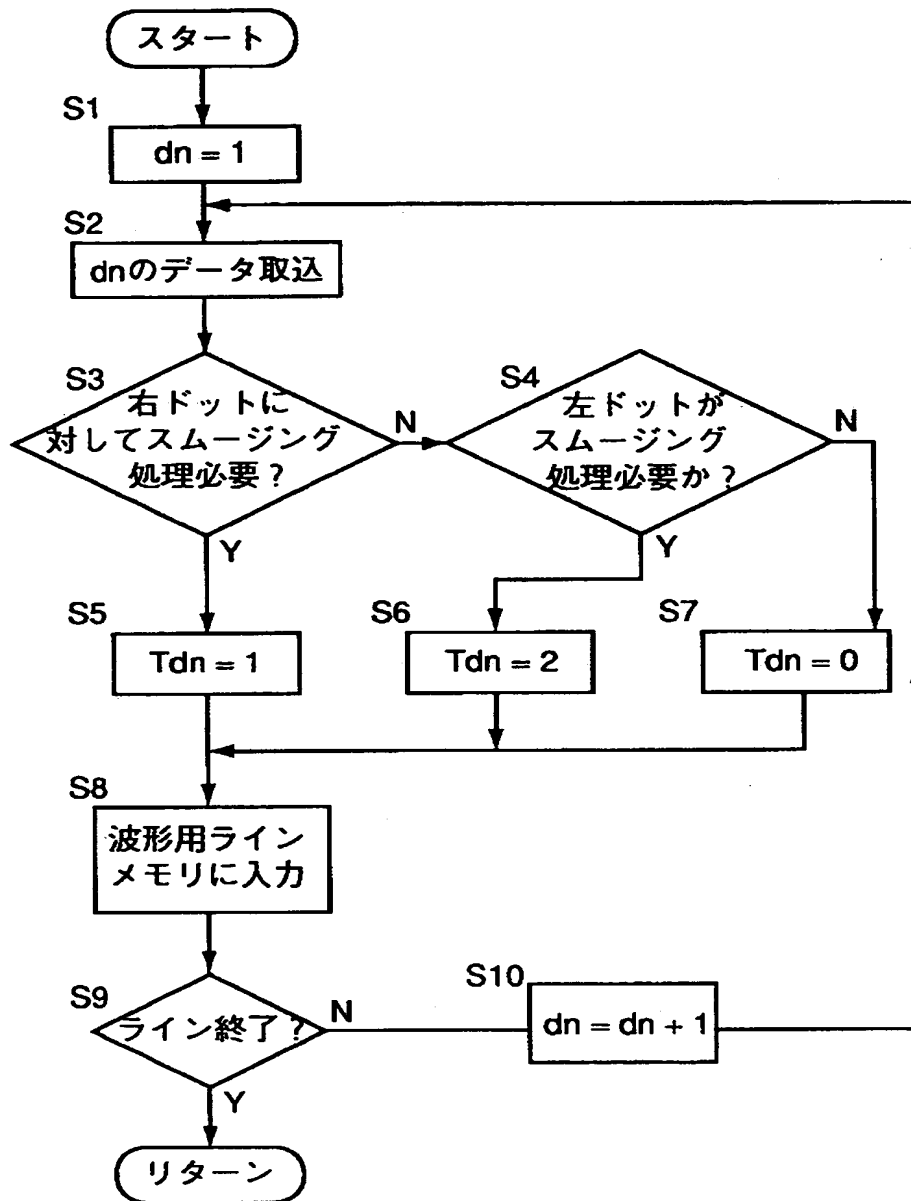 スタート
S1
dn = 1
S2
dnのデータ取込
S3
右ドットに
対してスムージング
処理必要?
N
Y
S4
左ドットが
スムージング
処理必要か?
N
Y
S5
Tdn = 1
S6
Tdn = 2
S7
Tdn = 0
S8
波形用ライン
メモリに入力
S9
ライン終了?
N
Y
S10
dn = dn + 1
リターン